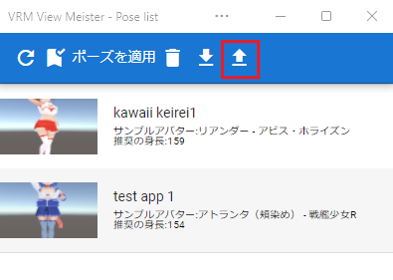 VRM View Meister - Pose list
ポーズを適用
kawaii keirei1
サンプルアバター:リアンダー - アビス・ホライズン
推奨の身長:159
test app 1
サンプルアバター:アトランタ（頬染め） - 戦艦少女R
推奨の身長:154